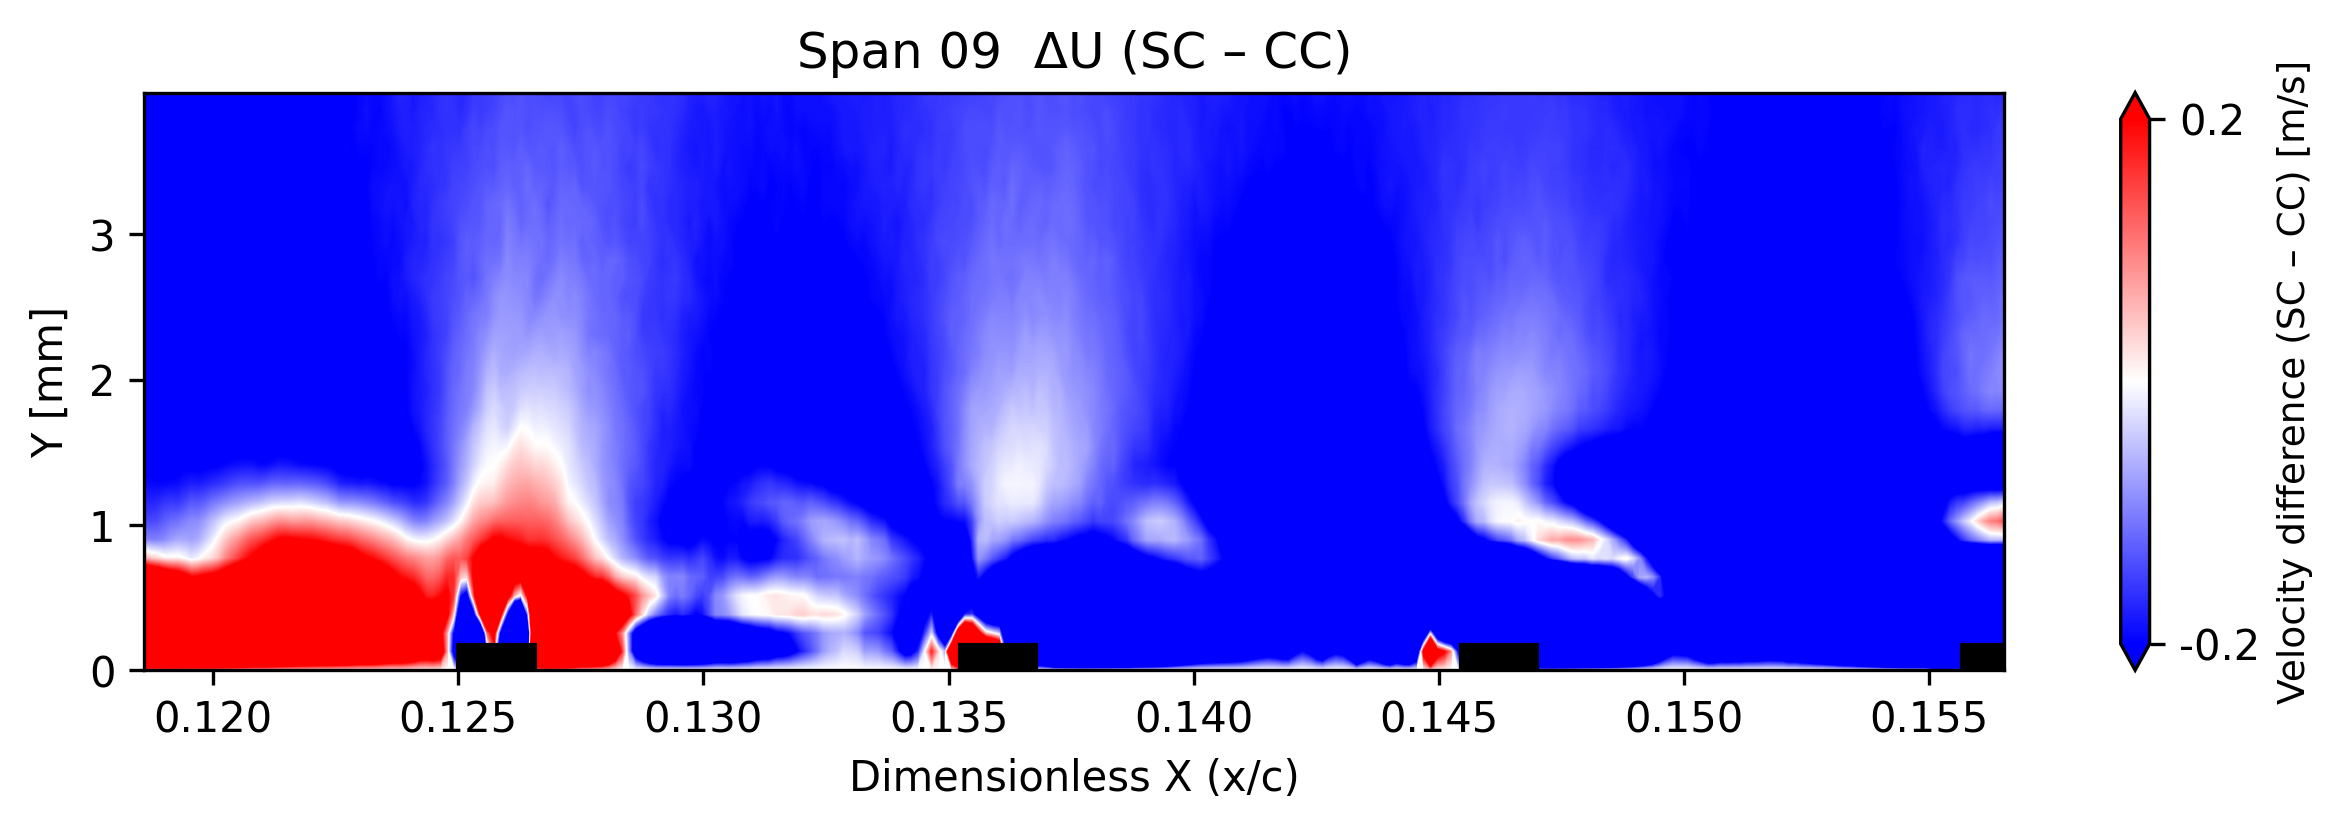 Span 09  ΔU (SC – CC)
Y [mm]
3
2
1
0
0.120 0.125 0.130 0.135 0.140 0.145 0.150 0.155
Dimensionless X (x/c)
0.2
-0.2
Velocity difference (SC – CC) [m/s]